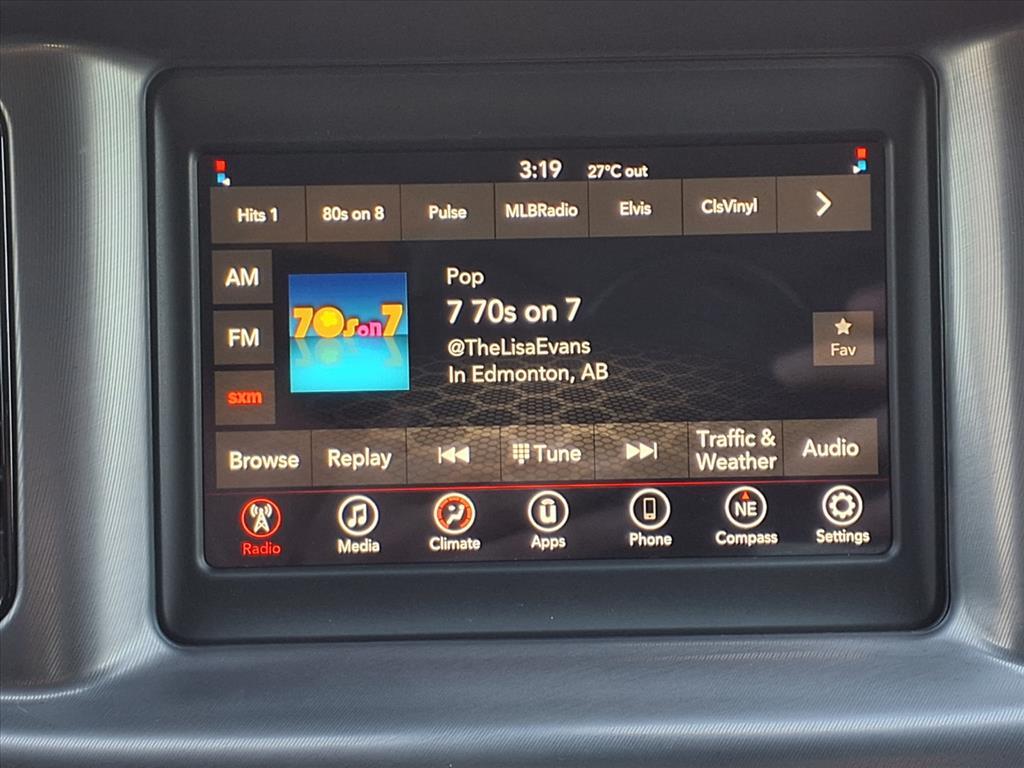 3:19 27°C out
Hits 1 80s on 8 Pulse MLBRadio Elvis ClsVinyl
AM
FM
sxm
70s on 7
Pop
7 70s on 7
@TheLisaEvans
In Edmonton, AB
Fav
Browse Replay Tune Traffic & Weather Audio
NE
Radio Media Climate Apps Phone Compass Settings